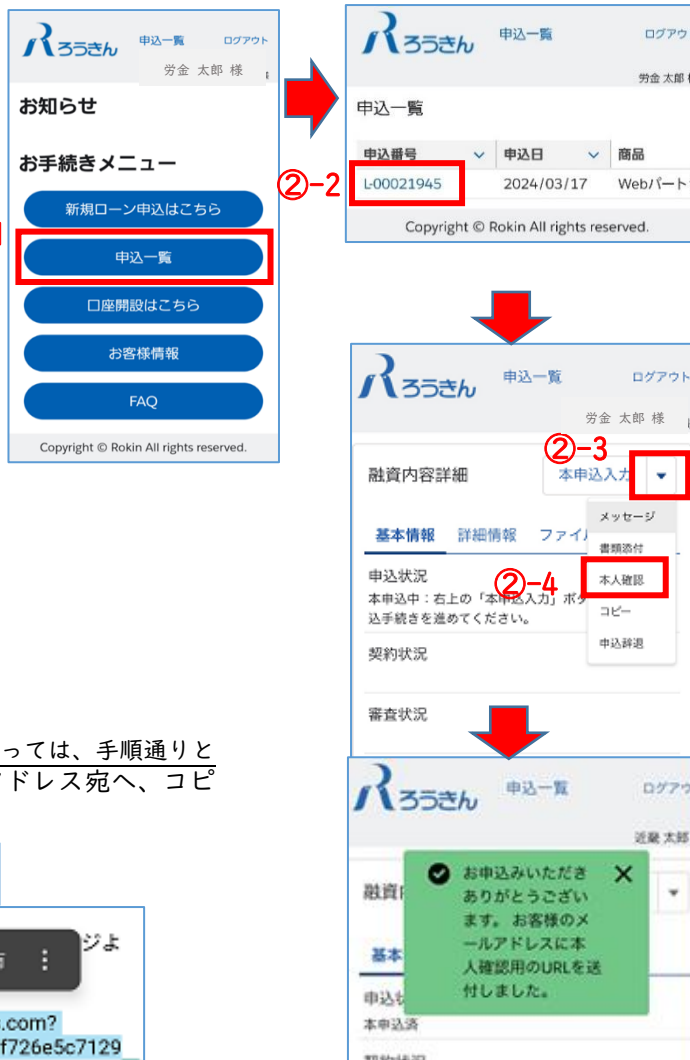 ろうきん
申込一覧
ログアウト
労金 太郎 様
お知らせ
お手続きメニュー
新規ローン申込はこちら
申込一覧
口座開設はこちら
お客様情報
FAQ
Copyright © Rokin All rights reserved.
ろうきん
申込一覧
ログアウ
労金 太郎
申込一覧
申込番号
申込日
商品
②-2
L-00021945
2024/03/17
Webパート
Copyright © Rokin All rights reserved.
ろうきん
申込一覧
ログアウト
労金 太郎 様
②-3
融資内容詳細
本申込入力
メッセージ
書類添付
本人確認
コピー
申込辞退
基本情報
詳細情報
ファイ
申込状況
②-4
本申込中:右上の「本申込入力」ボタ
込手続きを進めてください。
契約状況
審査状況
っては、手順通りと
ドレス宛へ、コピ
ジよ
s.com?
f726e5c7129
ろうきん
申込一覧
ログアウ
近畿 太郎
融資
お申込みいただき
ありがとうござい
ます。お客様のメ
ールアドレスに本
人確認用のURLを送
付しました。
基本
申込
本申込済